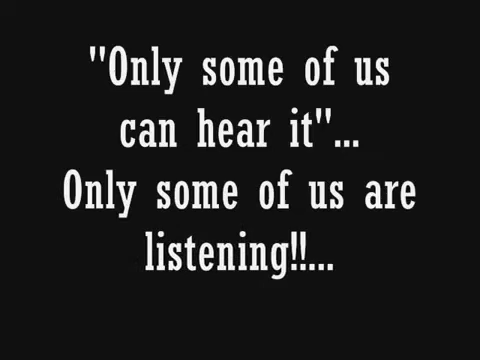 "Only some of us
can hear it"...
Only some of us are
listening!!...